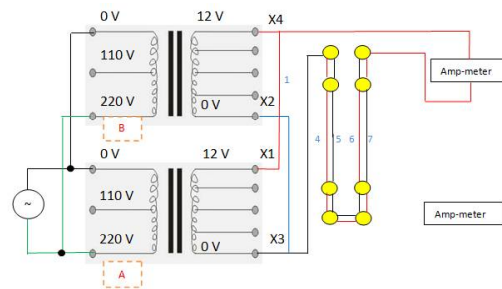 0 V 12 V X4
110 V
Amp-meter
1
220 V 0 V X2
B
4 5 6 7
0 V 12 V X1
110 V
Amp-meter
~
220 V 0 V X3
A